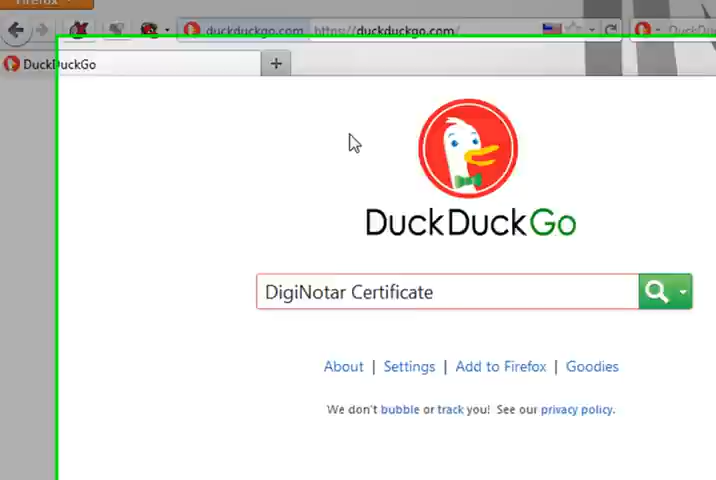 Firefox
duckduckgo.com https://duckduckgo.com/
DuckDuckGo
DuckDuckGo
DigiNotar Certificate
About | Settings | Add to Firefox | Goodies
We don't bubble or track you! See our privacy policy.